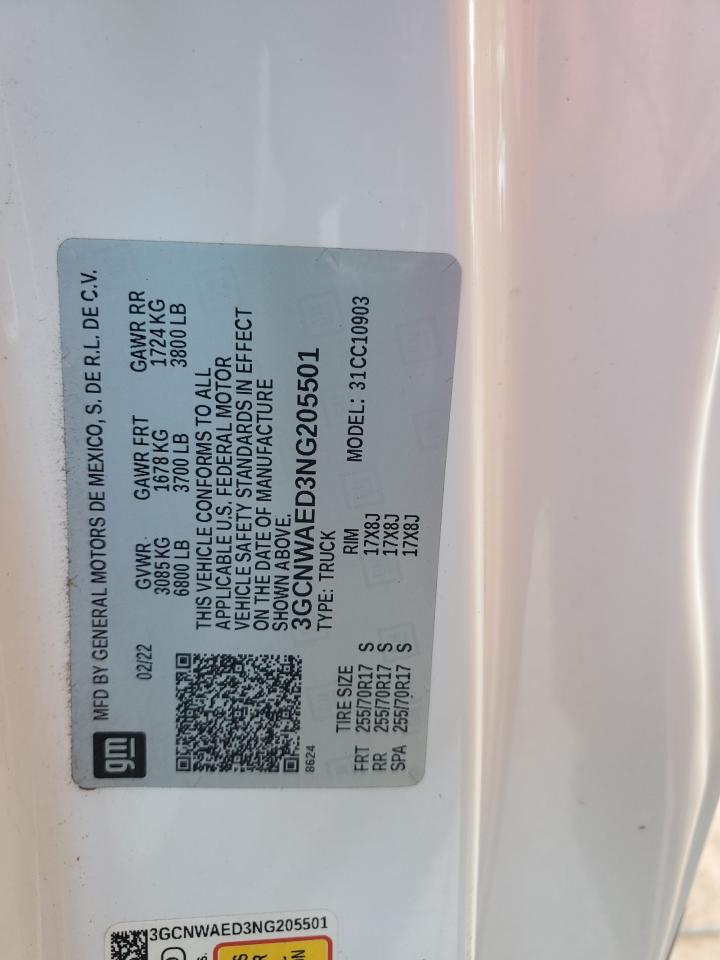 gm
MFD BY GENERAL MOTORS DE MEXICO, S. DE R.L. DE C.V.
02/22 GVWR GAWR FRT GAWR RR
3085 KG 1678 KG 1724 KG
6800 LB 3700 LB 3800 LB
THIS VEHICLE CONFORMS TO ALL
APPLICABLE U.S. FEDERAL MOTOR
VEHICLE SAFETY STANDARDS IN EFFECT
ON THE DATE OF MANUFACTURE
SHOWN ABOVE.
3GCNWAED3NG205501
8624 TYPE: TRUCK
TIRE SIZE RIM MODEL: 31CC10903
FRT 255/70R17 S 17X8J
RR 255/70R17 S 17X8J
SPA 255/70R17 S 17X8J
3GCNWAED3NG205501